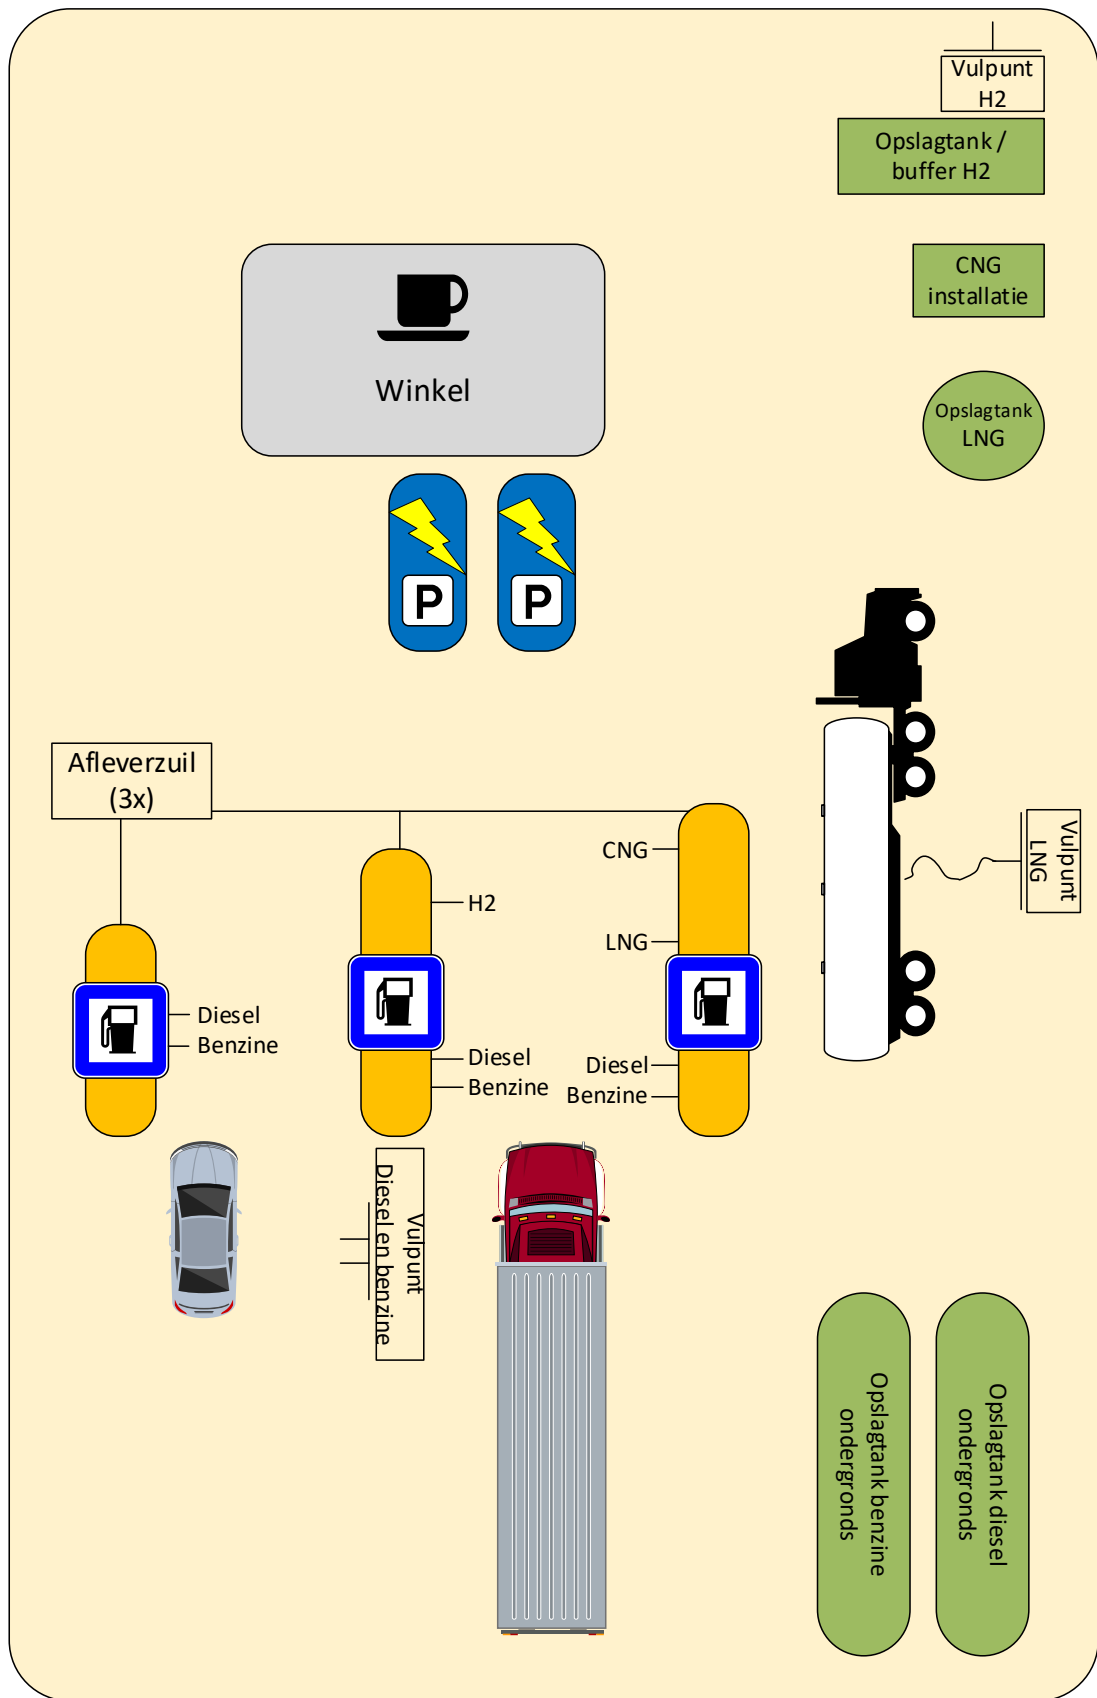 Vulpunt
H2
Opslagtank /
buffer H2
CNG
installatie
Opslagtank
LNG
Winkel
P
P
Afleverzuil
(3x)
Vulpunt
LNG
CNG
H2
LNG
Diesel
Benzine
Diesel
Benzine
Diesel
Benzine
Vulpunt
Diesel en benzine
Opslagtank benzine
ondergronds
Opslagtank diesel
ondergronds